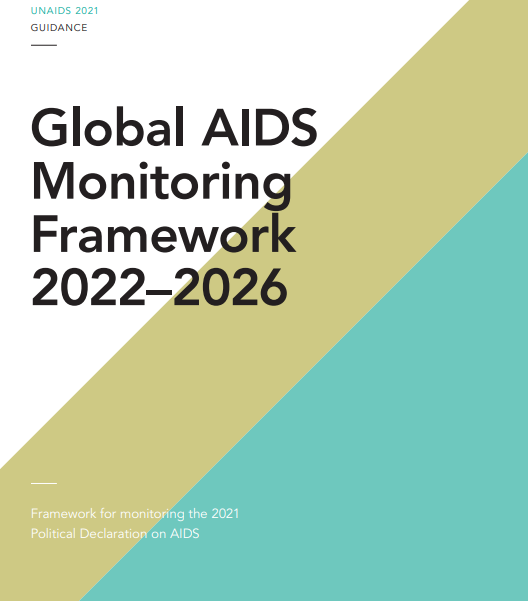 UNAIDS 2021
GUIDANCE
Global AIDS
Monitoring
Framework
2022–2026
Framework for monitoring the 2021
Political Declaration on AIDS